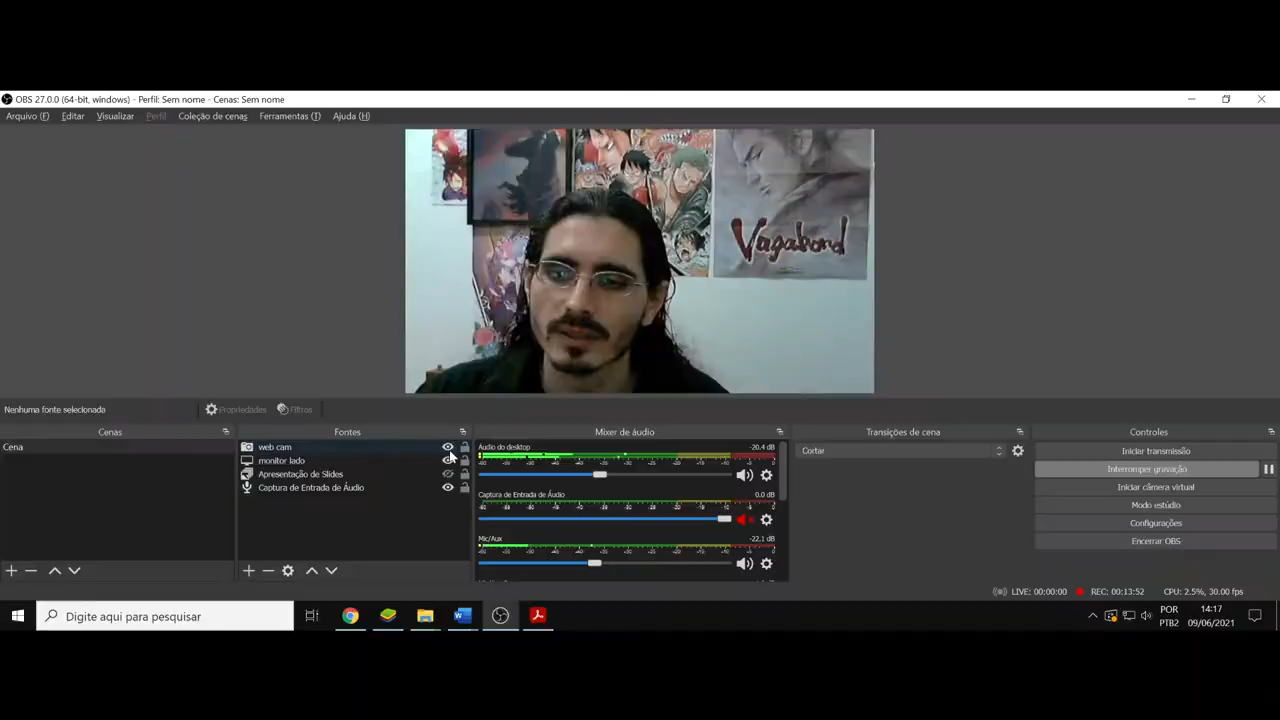 OBS 27.0.0 (64-bit, windows) - Perfil: Sem nome - Cenas: Sem nome
Arquivo (F) Editar Visualizar Perfil Coleção de cenas Ferramentas (T) Ajuda (H)
Vagabond
Nenhuma fonte selecionada Propriedades Filtros
Cenas Fontes Mixer de áudio Transições de cena Controles
Cena
web cam
monitor lado
Apresentação de Slides
Captura de Entrada de Áudio
Áudio do desktop -20.4 dB
Captura de Entrada de Áudio 0.0 dB
Mic/Aux -22.1 dB
Cortar
Iniciar transmissão
Interromper gravação
Iniciar câmera virtual
Modo estúdio
Configurações
Encerrar OBS
LIVE: 00:00:00 REC: 00:13:52 CPU: 2.5%, 30.00 fps
Digite aqui para pesquisar
POR
PTB2
14:17
09/06/2021